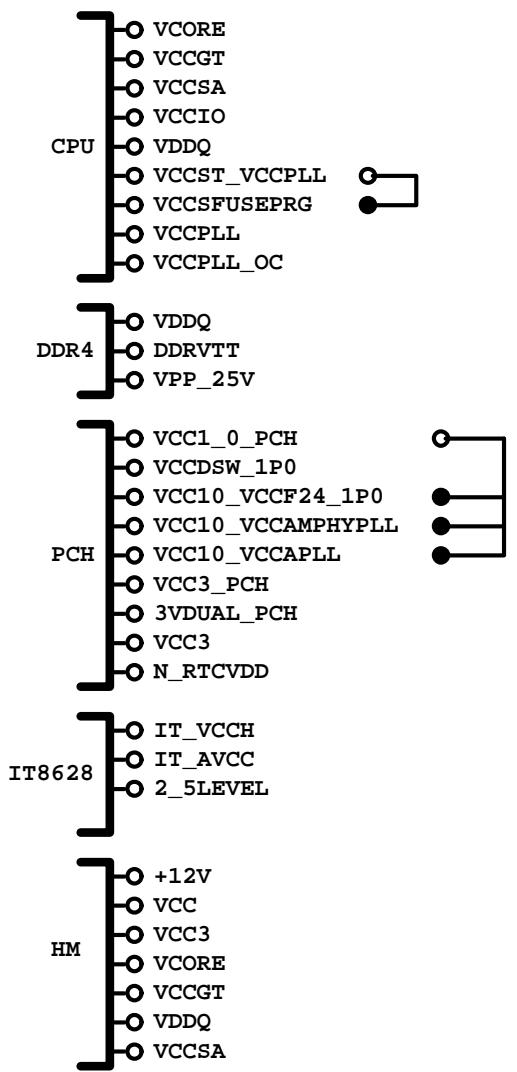 VCORE
VCCGT
VCCSA
VCCIO
CPU VDDQ
VCCST_VCCPLL
VCCSFUSEPRG
VCCPLL
VCCPLL_OC
VDDQ
DDR4 DDRVTT
VPP_25V
VCC1_0_PCH
VCCDSW_1P0
VCC10_VCCF24_1P0
VCC10_VCCAMPHYPLL
PCH VCC10_VCCAPLL
VCC3_PCH
3VDUAL_PCH
VCC3
N_RTCVDD
IT_VCCH
IT_AVCC
IT8628 2_5LEVEL
+12V
VCC
VCC3
HM VCORE
VCCGT
VDDQ
VCCSA